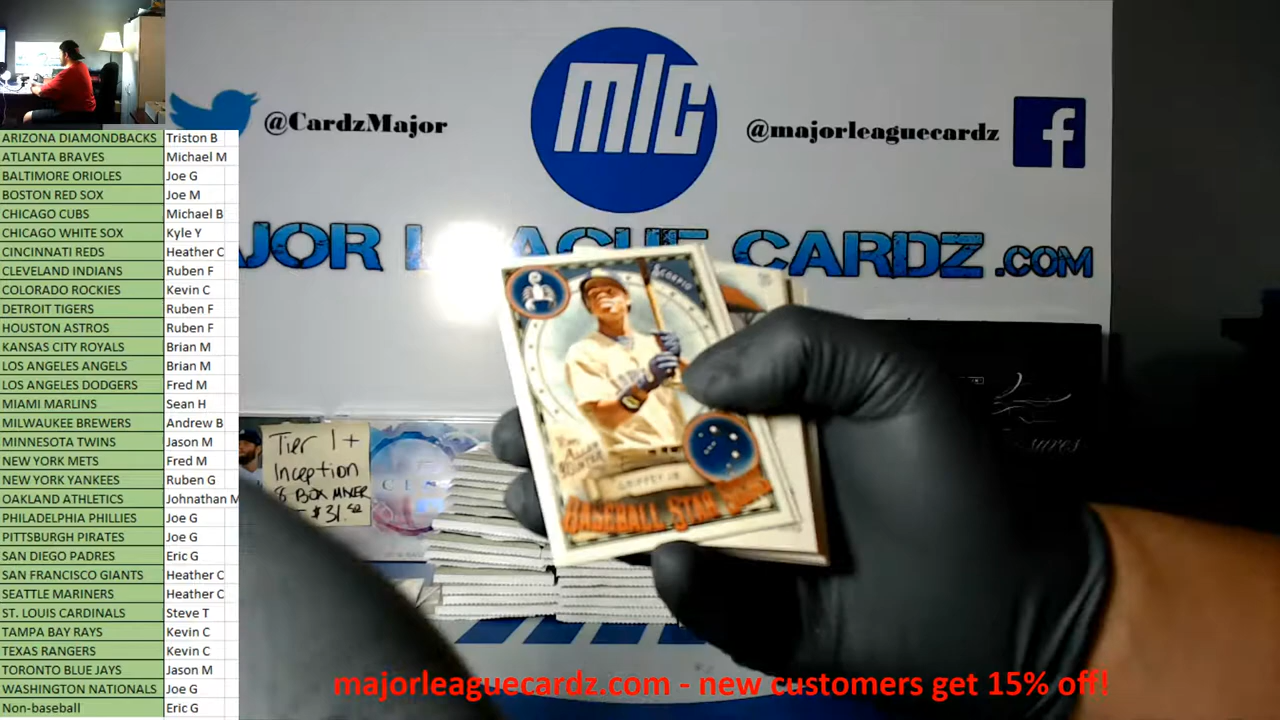 @CardzMajor
mlc
@majorleaguecardz
f
JOR LEAGUE CARDZ.COM
ARIZONA DIAMONDBACKS Triston B
ATLANTA BRAVES Michael M
BALTIMORE ORIOLES Joe G
BOSTON RED SOX Joe M
CHICAGO CUBS Michael B
CHICAGO WHITE SOX Kyle Y
CINCINNATI REDS Heather C
CLEVELAND INDIANS Ruben F
COLORADO ROCKIES Kevin C
DETROIT TIGERS Ruben F
HOUSTON ASTROS Ruben F
KANSAS CITY ROYALS Brian M
LOS ANGELES ANGELS Brian M
LOS ANGELES DODGERS Fred M
MIAMI MARLINS Sean H
MILWAUKEE BREWERS Andrew B
MINNESOTA TWINS Jason M
NEW YORK METS Fred M
NEW YORK YANKEES Ruben G
OAKLAND ATHLETICS Johnathan M
PHILADELPHIA PHILLIES Joe G
PITTSBURGH PIRATES Joe G
SAN DIEGO PADRES Eric G
SAN FRANCISCO GIANTS Heather C
SEATTLE MARINERS Heather C
ST. LOUIS CARDINALS Steve T
TAMPA BAY RAYS Kevin C
TEXAS RANGERS Kevin C
TORONTO BLUE JAYS Jason M
WASHINGTON NATIONALS Joe G
Non-baseball Eric G
SCORPIO
GRIFFEY JR.
BASEBALL STAR SIGNS
Tier 1 +
Inception
8 BOX MIXER
$31.
majorleaguecardz.com - new customers get 15% off!